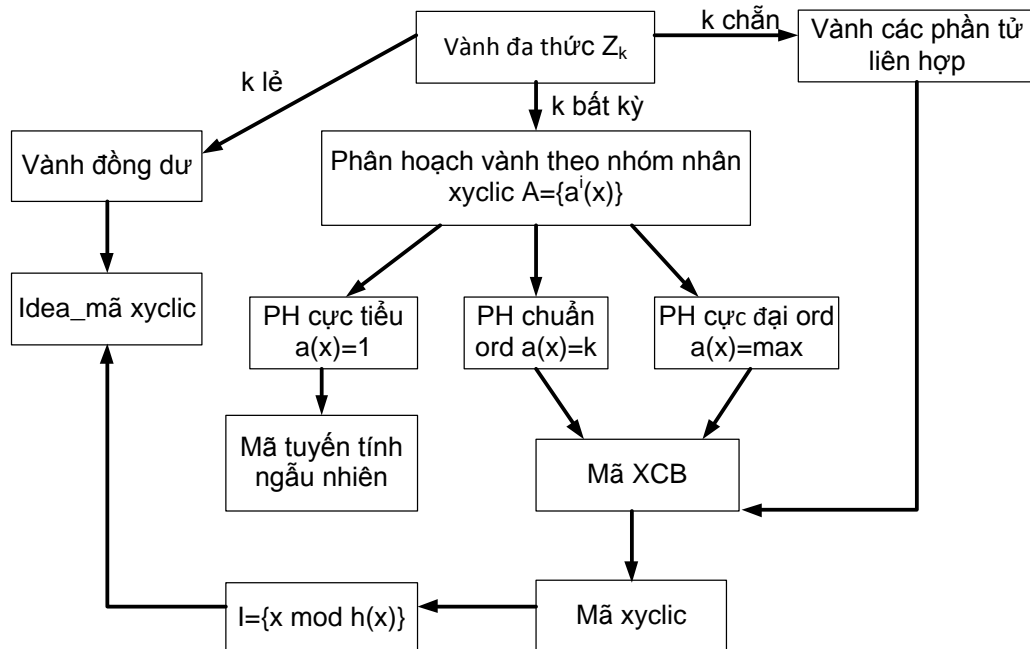 Vành đa thức Zₖ
k chẵn
Vành các phần tử
liên hợp
k lẻ
k bất kỳ
Vành đồng dư
Phân hoạch vành theo nhóm nhân
xyclic A={aⁱ(x)}
Idea_mã xyclic
PH cực tiểu
a(x)=1
PH chuẩn
ord a(x)=k
PH cực đại ord
a(x)=max
Mã tuyến tính
ngẫu nhiên
Mã XCB
I={x mod h(x)}
Mã xyclic